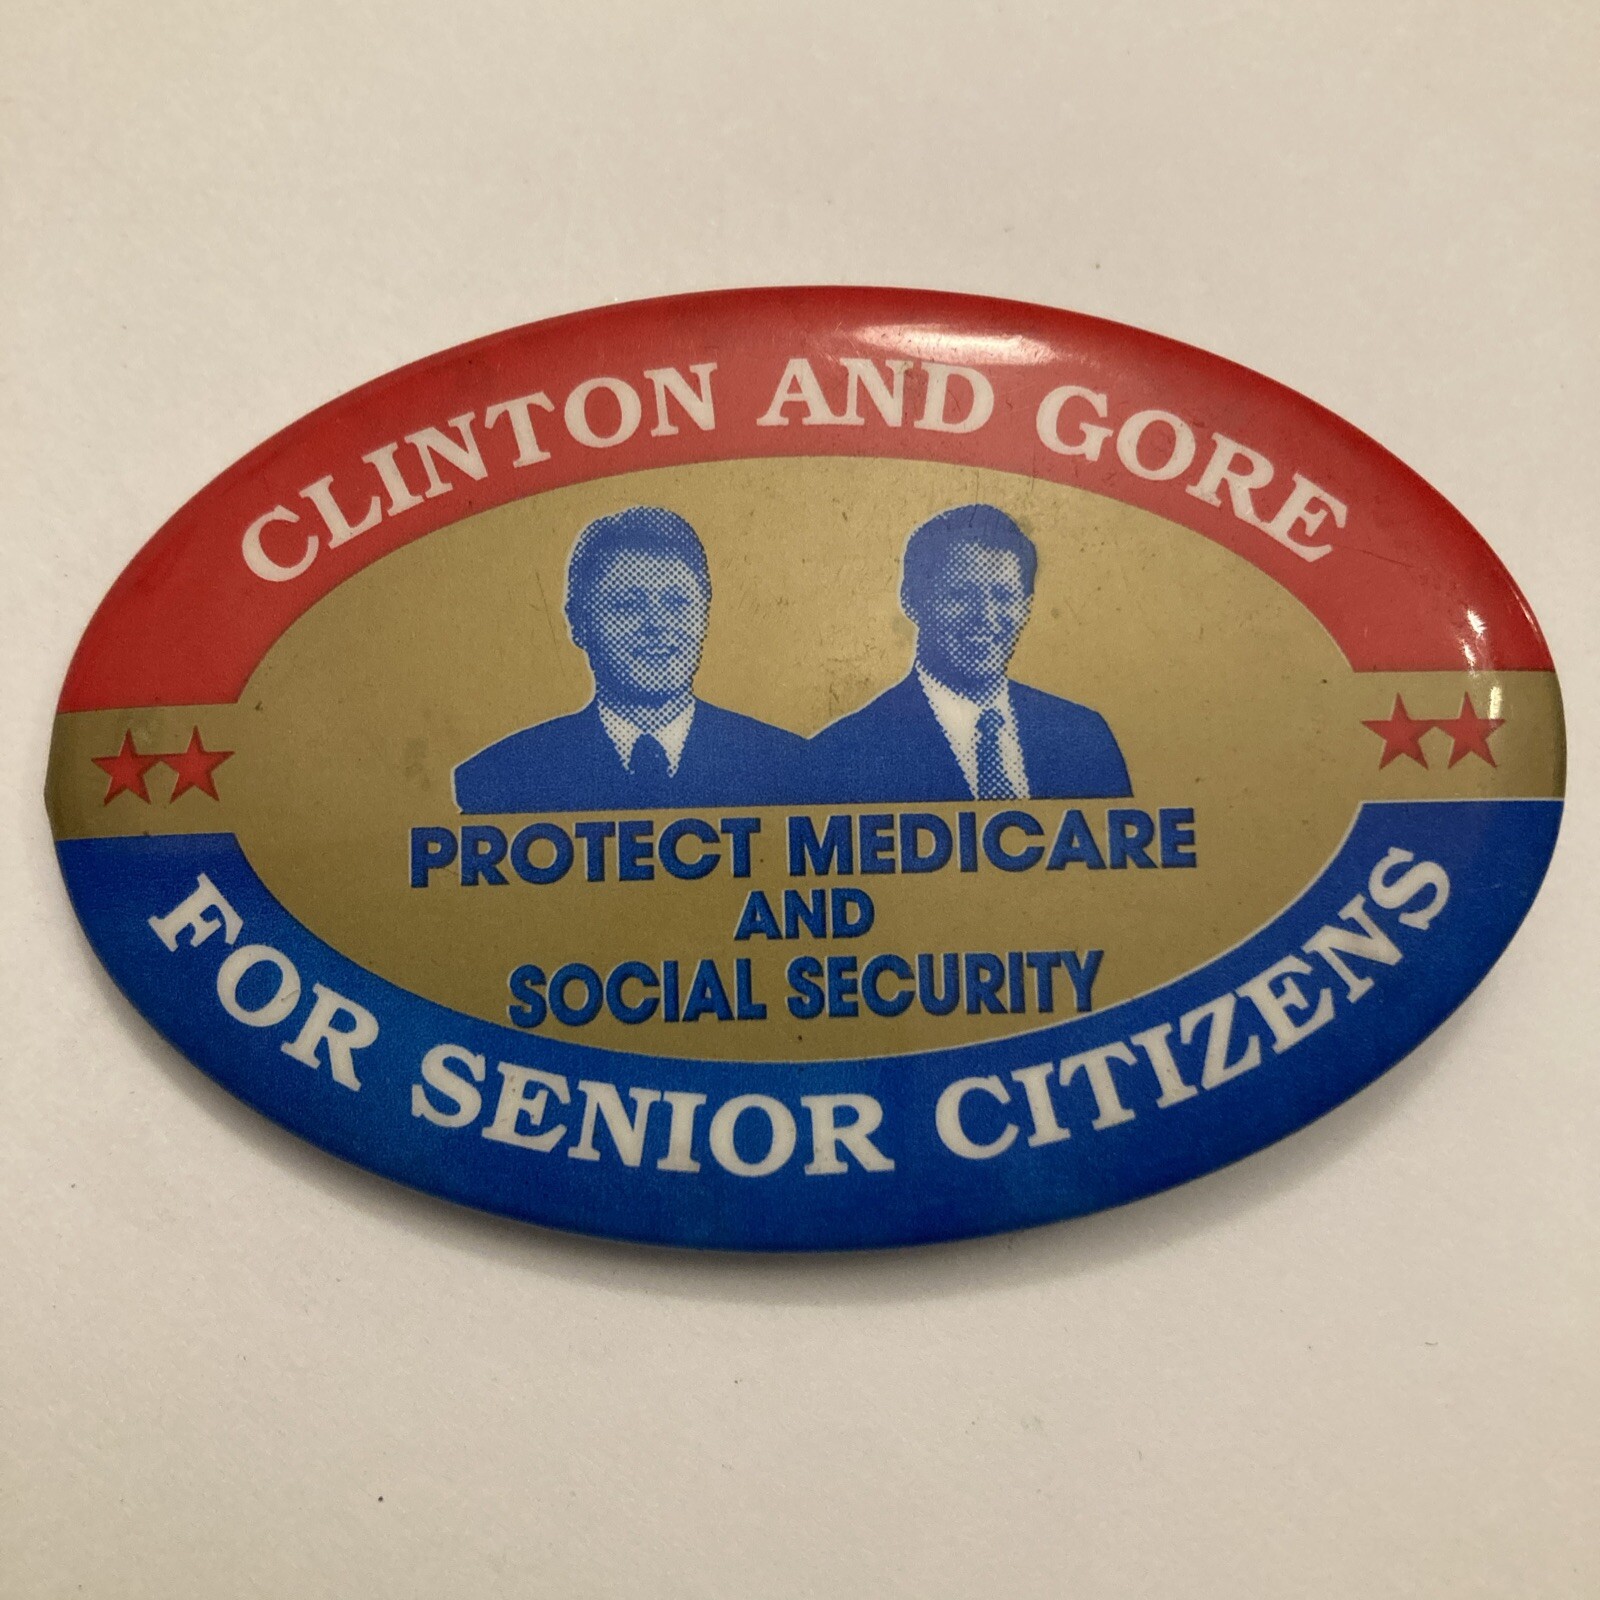 CLINTON AND GORE
PROTECT MEDICARE
AND
SOCIAL SECURITY
FOR SENIOR CITIZENS